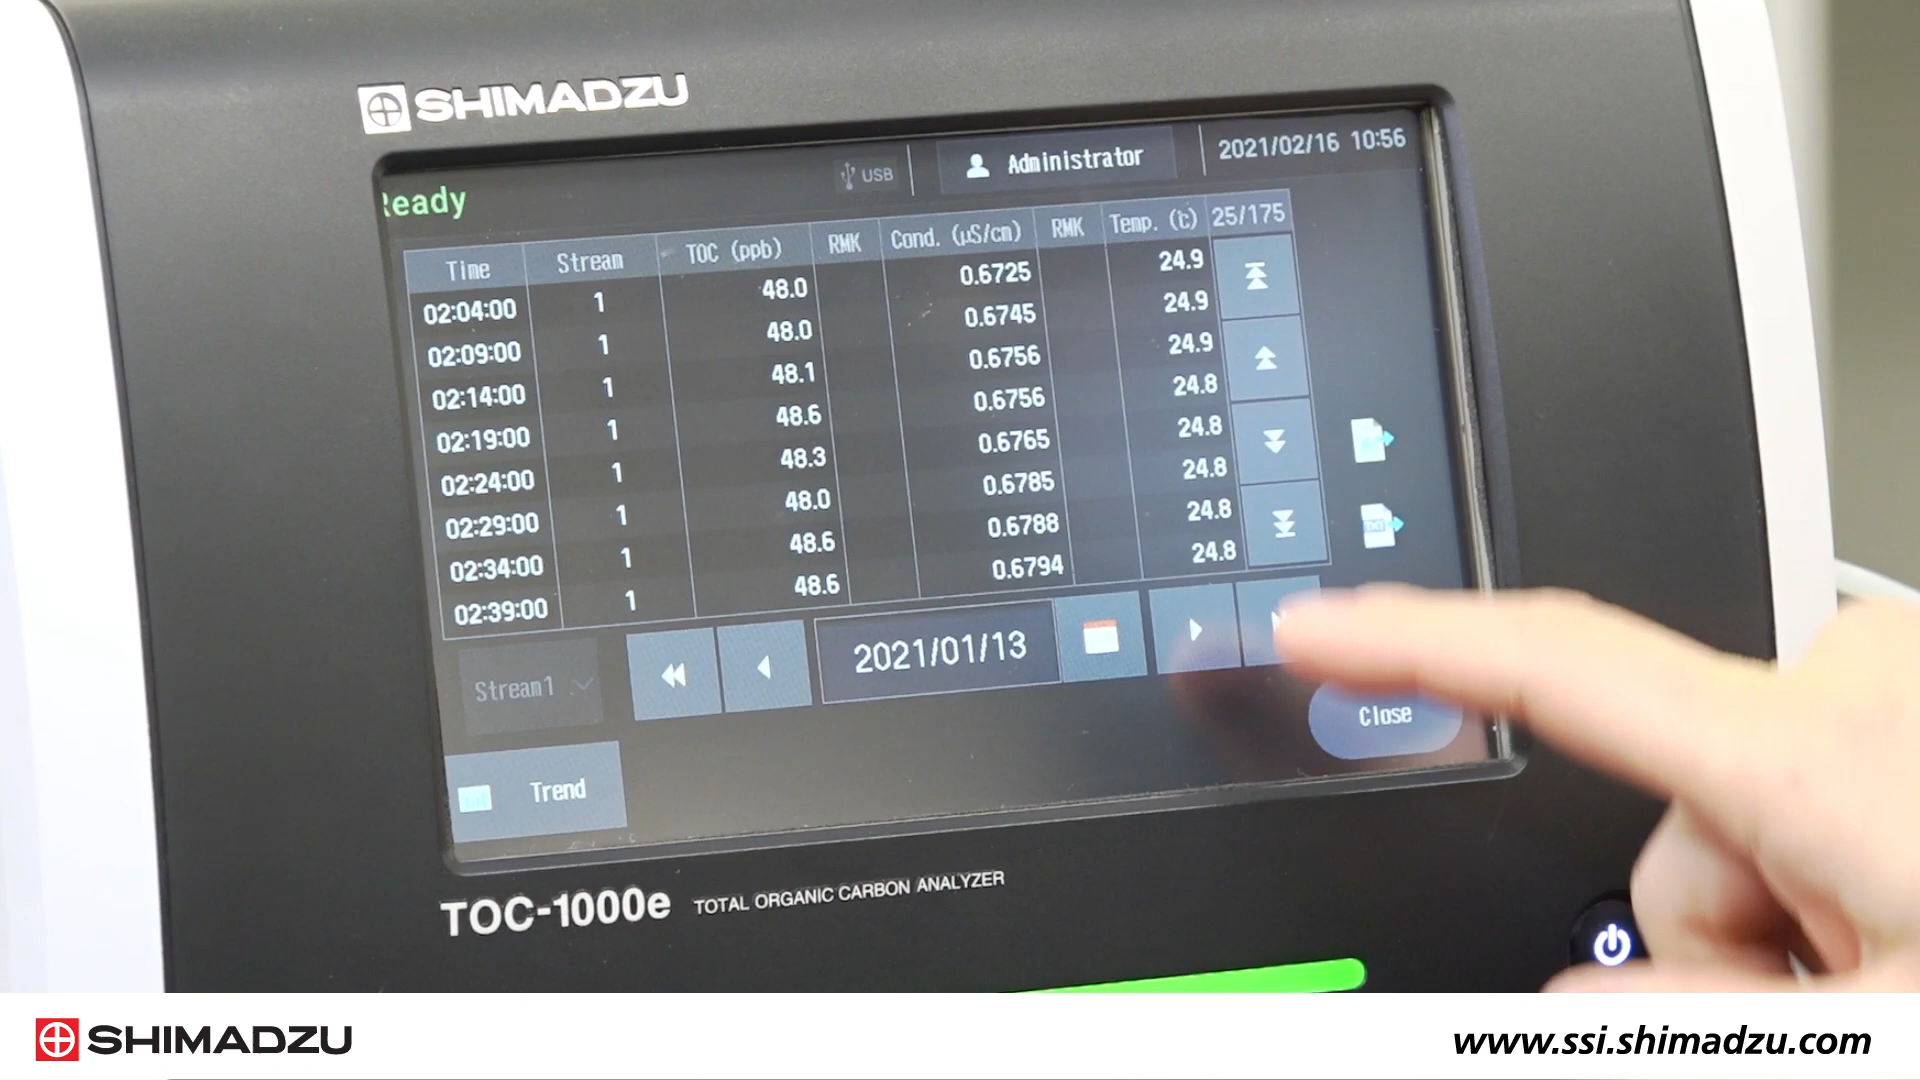 SHIMADZU
USB
Administrator
2021/02/16 10:56
Ready
Time Stream TOC (ppb) RMK Cond. (µS/cm) RMK Temp. (℃) 25/175
02:04:00 1 48.0 0.6725 24.9
02:09:00 1 48.0 0.6745 24.9
02:14:00 1 48.1 0.6756 24.9
02:19:00 1 48.6 0.6756 24.8
02:24:00 1 48.3 0.6765 24.8
02:29:00 1 48.0 0.6785 24.8
02:34:00 1 48.6 0.6788 24.8
02:39:00 1 48.6 0.6794 24.8
Stream1
2021/01/13
Close
Trend
TOC-1000e TOTAL ORGANIC CARBON ANALYZER
SHIMADZU
www.ssi.shimadzu.com